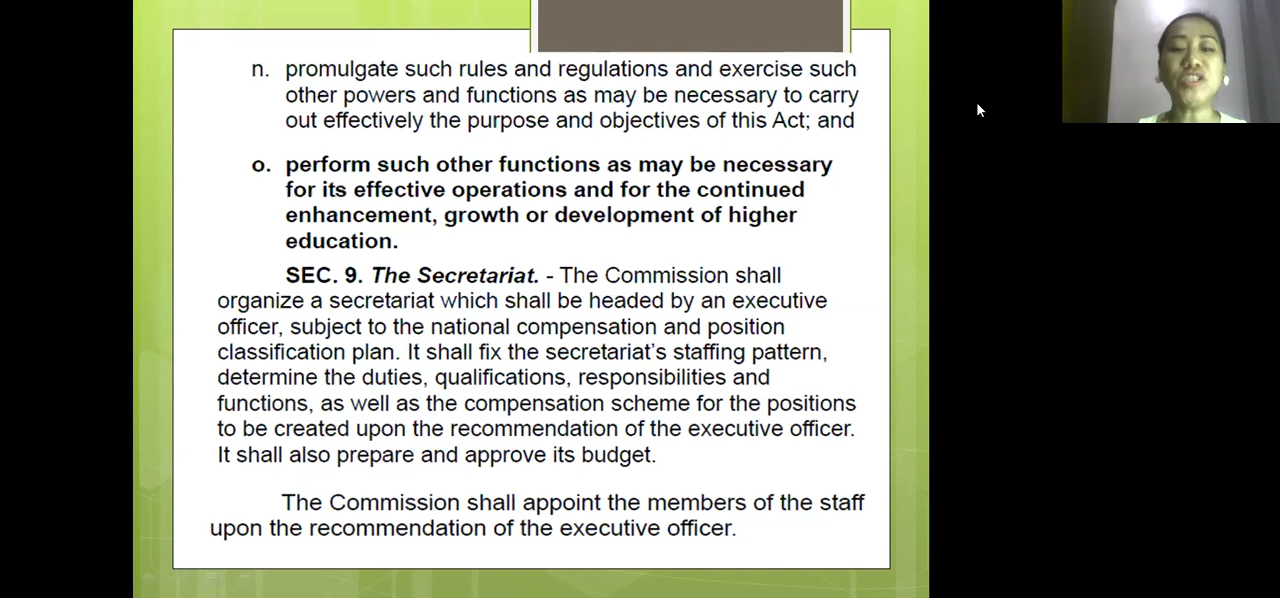 n. promulgate such rules and regulations and exercise such
other powers and functions as may be necessary to carry
out effectively the purpose and objectives of this Act; and
o. perform such other functions as may be necessary
for its effective operations and for the continued
enhancement, growth or development of higher
education.
SEC. 9. The Secretariat. - The Commission shall
organize a secretariat which shall be headed by an executive
officer, subject to the national compensation and position
classification plan. It shall fix the secretariat's staffing pattern,
determine the duties, qualifications, responsibilities and
functions, as well as the compensation scheme for the positions
to be created upon the recommendation of the executive officer.
It shall also prepare and approve its budget.
The Commission shall appoint the members of the staff
upon the recommendation of the executive officer.